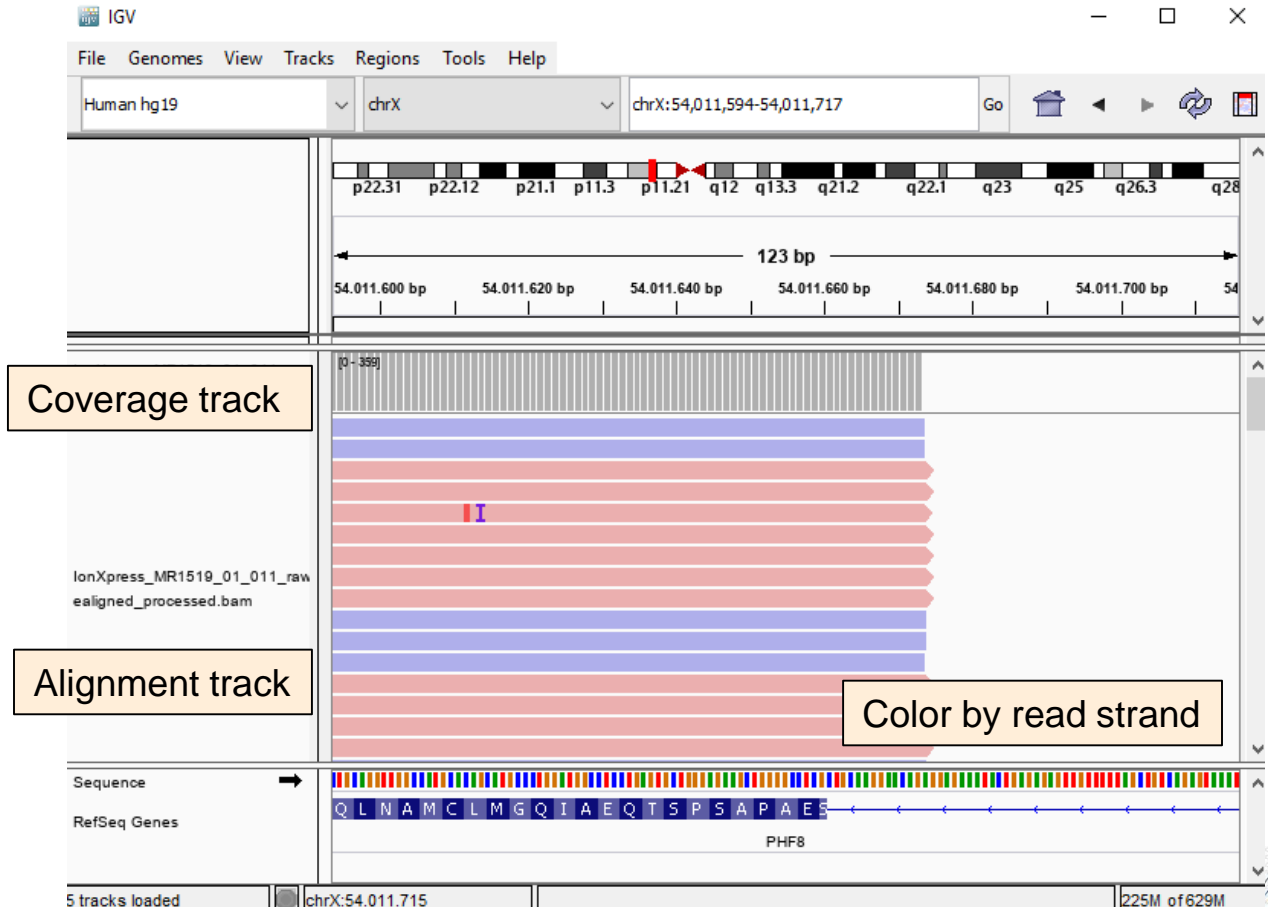 IGV
File Genomes View Tracks Regions Tools Help
Human hg19 chrX chrX:54,011,594-54,011,717 Go
p22.31 p22.12 p21.1 p11.3 p11.21 q12 q13.3 q21.2 q22.1 q23 q25 q26.3 q28
123 bp
54.011.600 bp 54.011.620 bp 54.011.640 bp 54.011.660 bp 54.011.680 bp 54.011.700 bp 54
[0 - 359]
Coverage track
IonXpress_MR1519_01_011_raw
ealigned_processed.bam
Alignment track
Color by read strand
Sequence
Q L N A M C L M G Q I A E Q T S P S A P A E S
RefSeq Genes
PHF8
5 tracks loaded chrX:54.011.715 225M of 629M